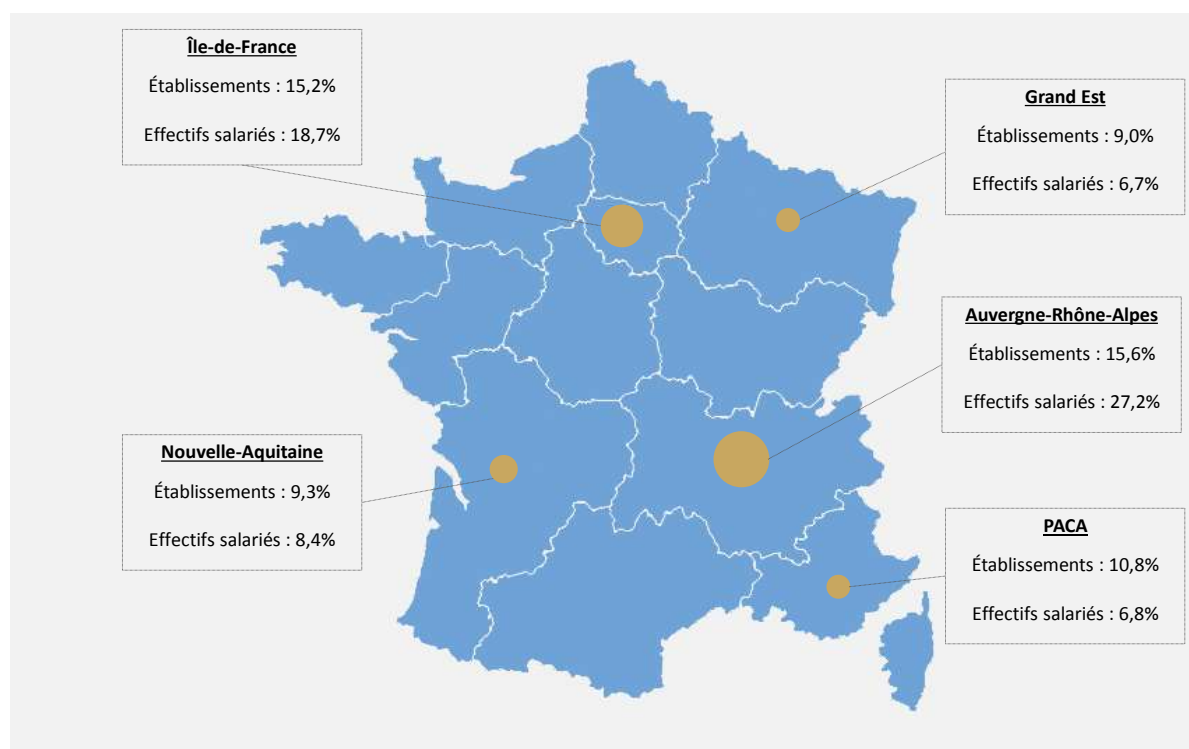 Île-de-France
Établissements : 15,2%
Effectifs salariés : 18,7%
Grand Est
Établissements : 9,0%
Effectifs salariés : 6,7%
Auvergne-Rhône-Alpes
Établissements : 15,6%
Effectifs salariés : 27,2%
Nouvelle-Aquitaine
Établissements : 9,3%
Effectifs salariés : 8,4%
PACA
Établissements : 10,8%
Effectifs salariés : 6,8%